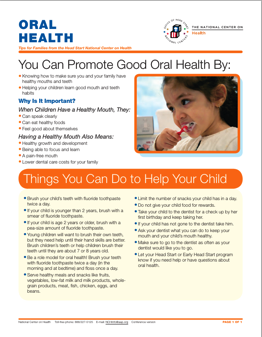 ORAL
HEALTH
Tips for Families from the Head Start National Center on Health
THE NATIONAL CENTER ON
Health
You Can Promote Good Oral Health By:
• Knowing how to make sure you and your family have
healthy mouths and teeth
• Helping your children learn good mouth and teeth
habits
Why Is It Important?
When Children Have a Healthy Mouth, They:
• Can speak clearly
• Can eat healthy foods
• Feel good about themselves
Having a Healthy Mouth Also Means:
• Healthy growth and development
• Being able to focus and learn
• A pain-free mouth
• Lower dental care costs for your family
Things You Can Do to Help Your Child
• Brush your child's teeth with fluoride toothpaste
twice a day.
• If your child is younger than 2 years, brush with a
smear of fluoride toothpaste.
• If your child is age 2 years or older, brush with a
pea-size amount of fluoride toothpaste.
• Young children will want to brush their own teeth,
but they need help until their hand skills are better.
Brush children's teeth or help children brush their
teeth until they are about 7 or 8 years old.
• Be a role model for oral health! Brush your teeth
with fluoride toothpaste twice a day (in the
morning and at bedtime) and floss once a day.
• Serve healthy meals and snacks like fruits,
vegetables, low-fat milk and milk products, whole-
grain products, meat, fish, chicken, eggs, and
beans.
• Limit the number of snacks your child has in a day.
• Do not give your child food for rewards.
• Take your child to the dentist for a check up by her
first birthday and keep taking her.
• If your child has not gone to the dentist take him.
• Ask your dentist what you can do to keep your
mouth and your child's mouth healthy.
• Make sure to go to the dentist as often as your
dentist would like you to go.
• Let your Head Start or Early Head Start program
know if you need help or have questions about
oral health.
National Center on Health
PAGE 1 OF 1